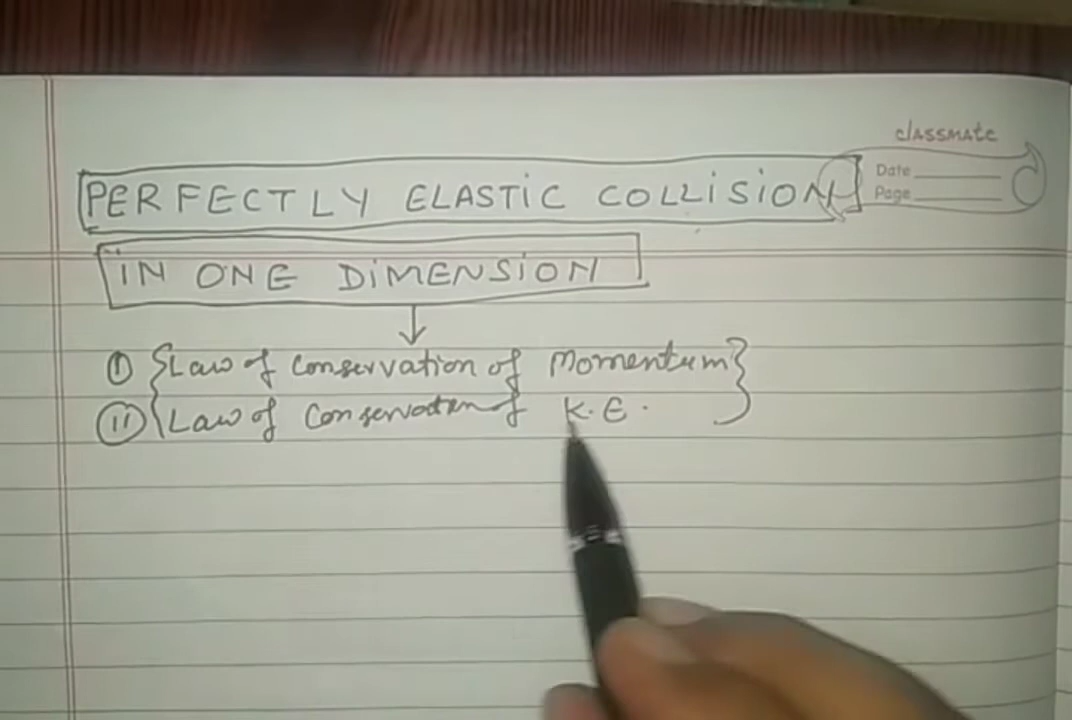 classmate
Date
Page
PERFECTLY ELASTIC COLLISION
IN ONE DIMENSION
I Law of Conservation of Momentum
II Law of Conservation of K.E.